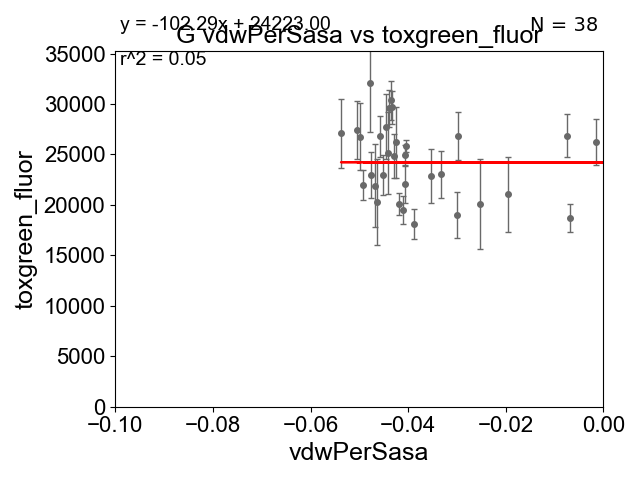 y = -102.29x + 24223.00
N = 38
G vdwPerSasa vs toxgreen_fluor
r^2 = 0.05
35000
30000
25000
20000
15000
10000
5000
0
toxgreen_fluor
−0.10 −0.08 −0.06 −0.04 −0.02 0.00
vdwPerSasa